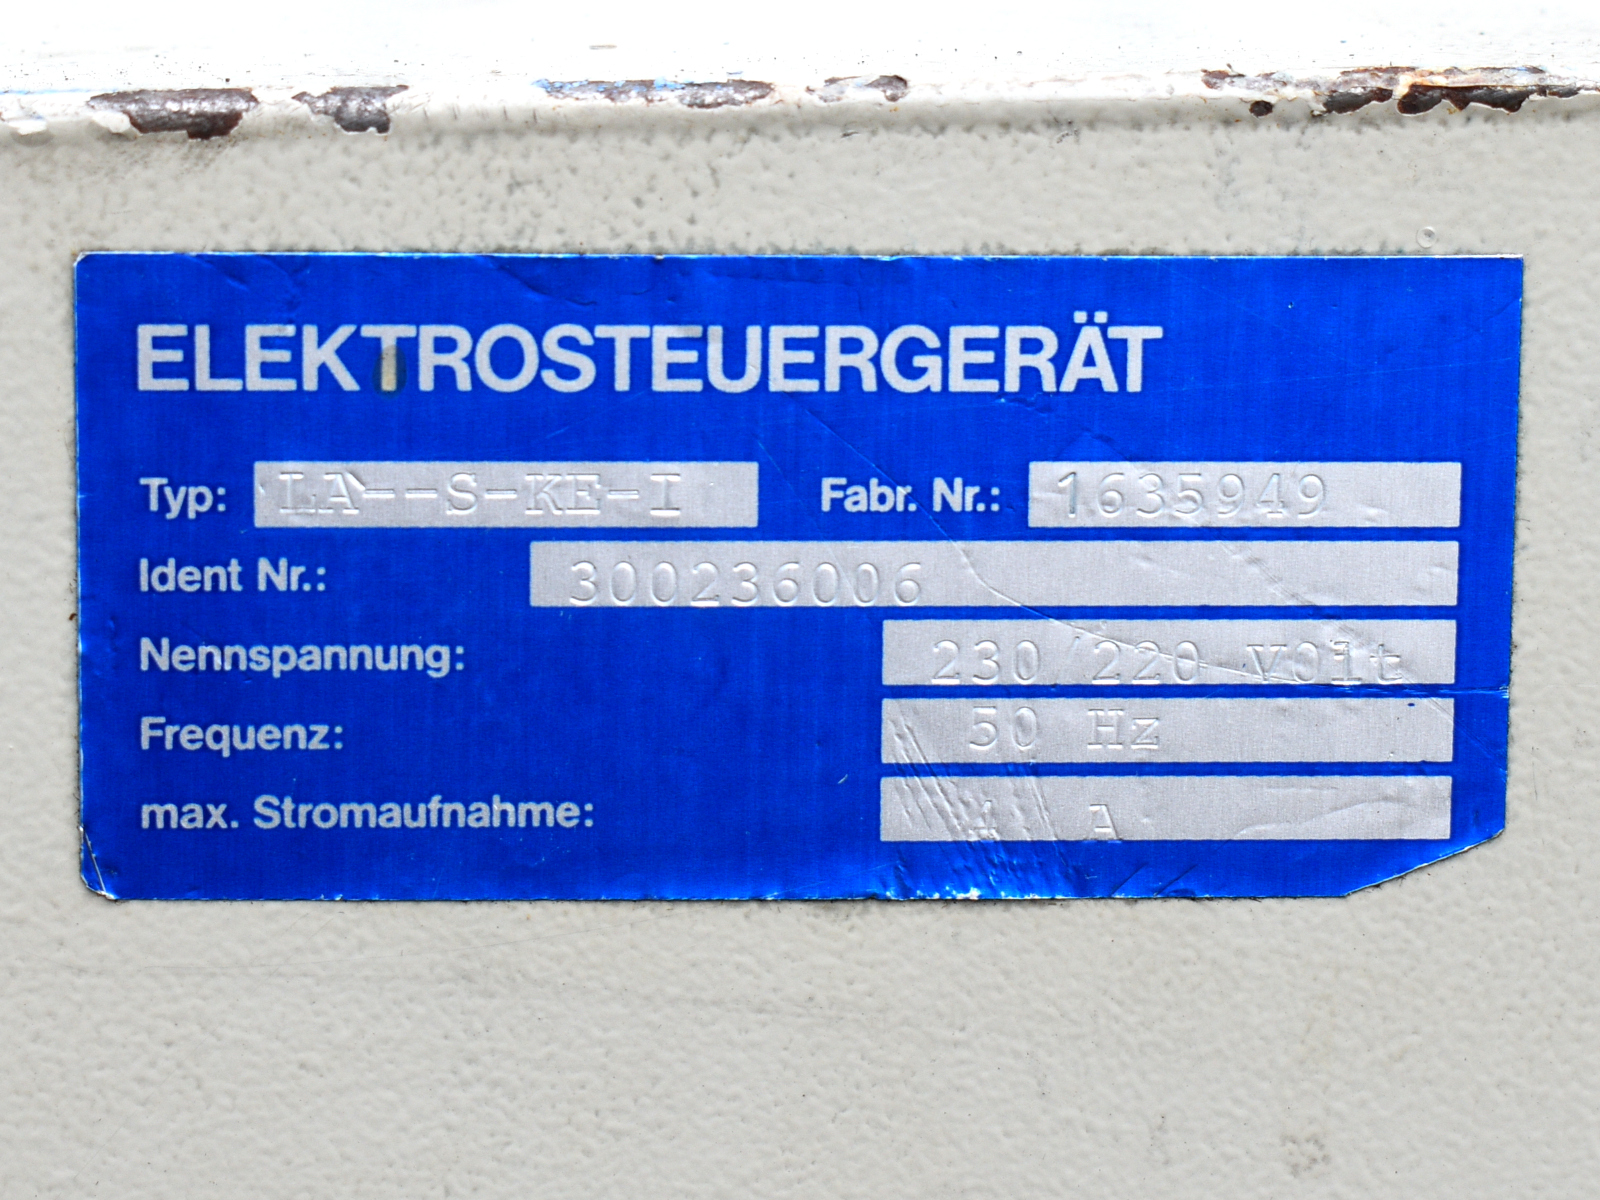 ELEKTROSTEUERGERÄT
Typ: LA--S-KE-I Fabr. Nr.: 1635949
Ident Nr.: 300236006
Nennspannung: 230/220 Volt
Frequenz: 50 Hz
max. Stromaufnahme: 4 A